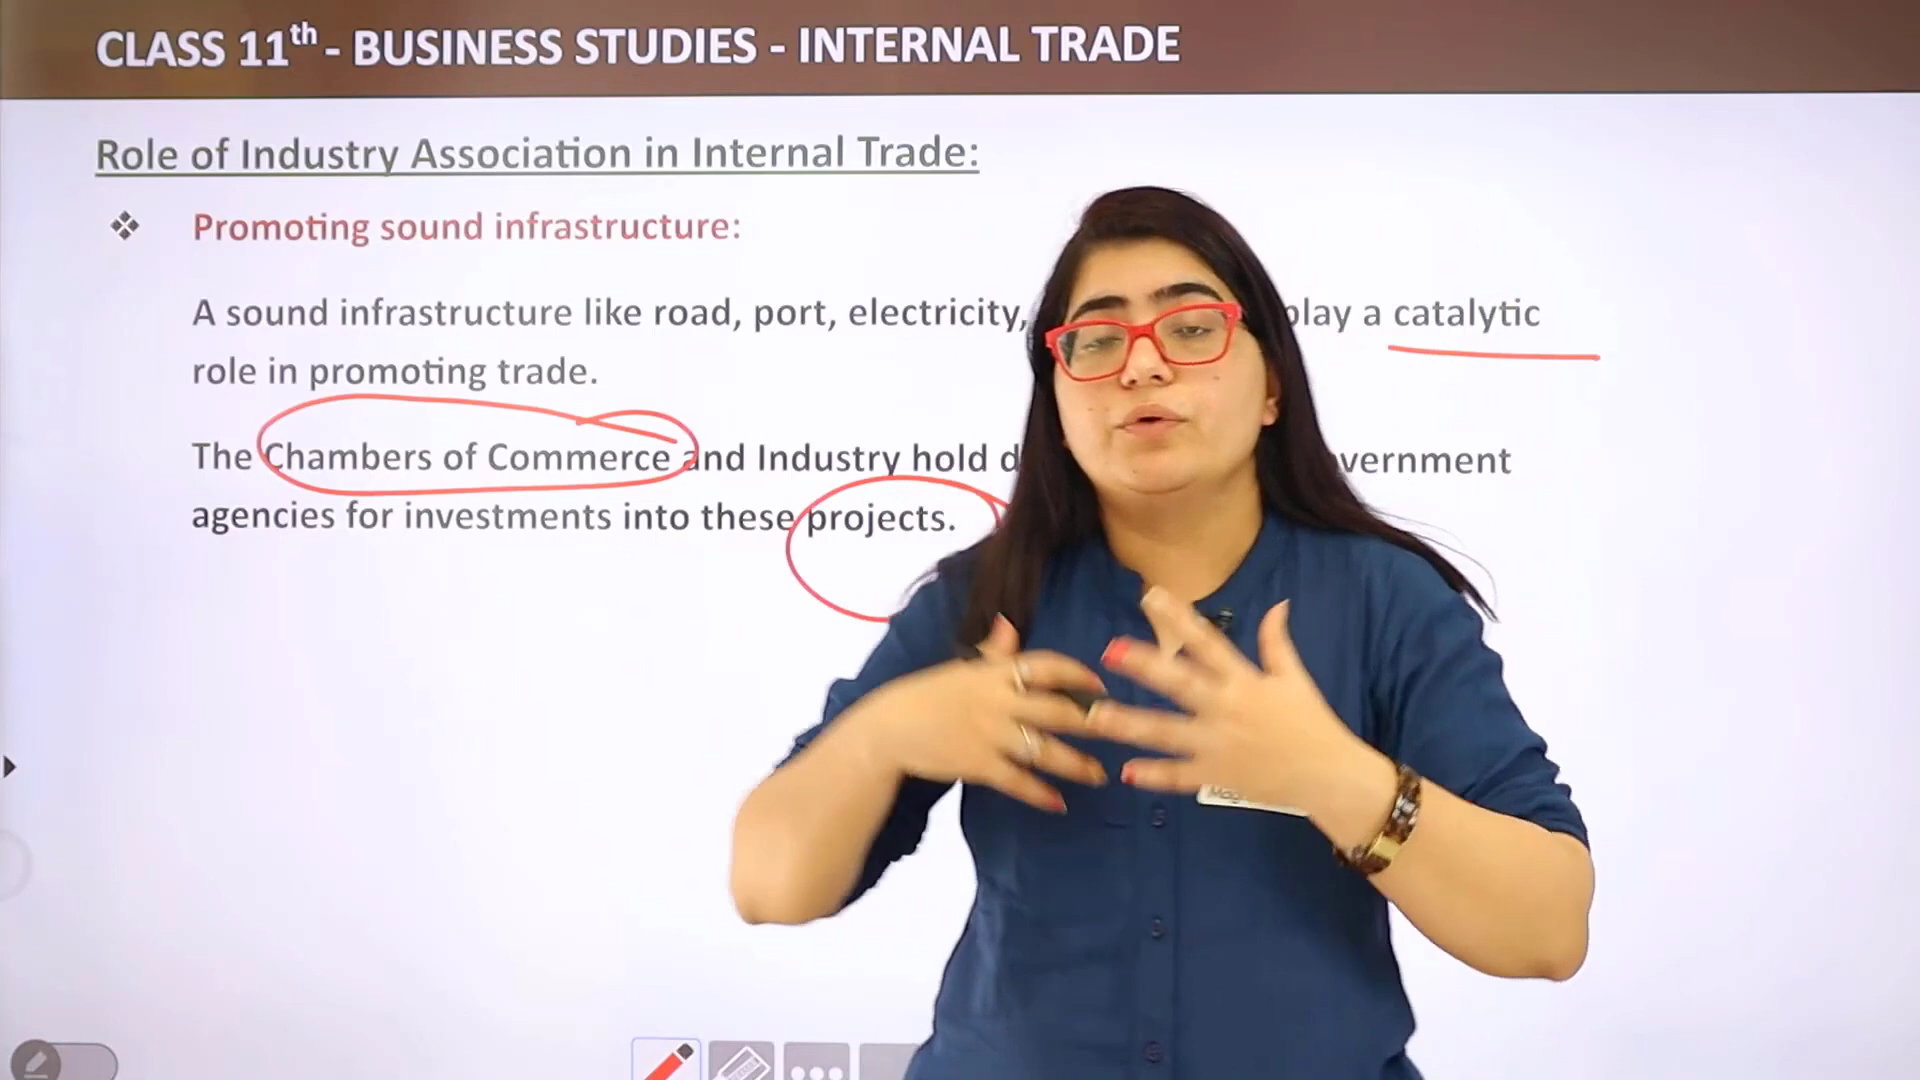 CLASS 11th - BUSINESS STUDIES - INTERNAL TRADE
Role of Industry Association in Internal Trade:
Promoting sound infrastructure:
A sound infrastructure like road, port, electricity, play a catalytic
role in promoting trade.
The Chambers of Commerce and Industry hold
agencies for investments into these projects.